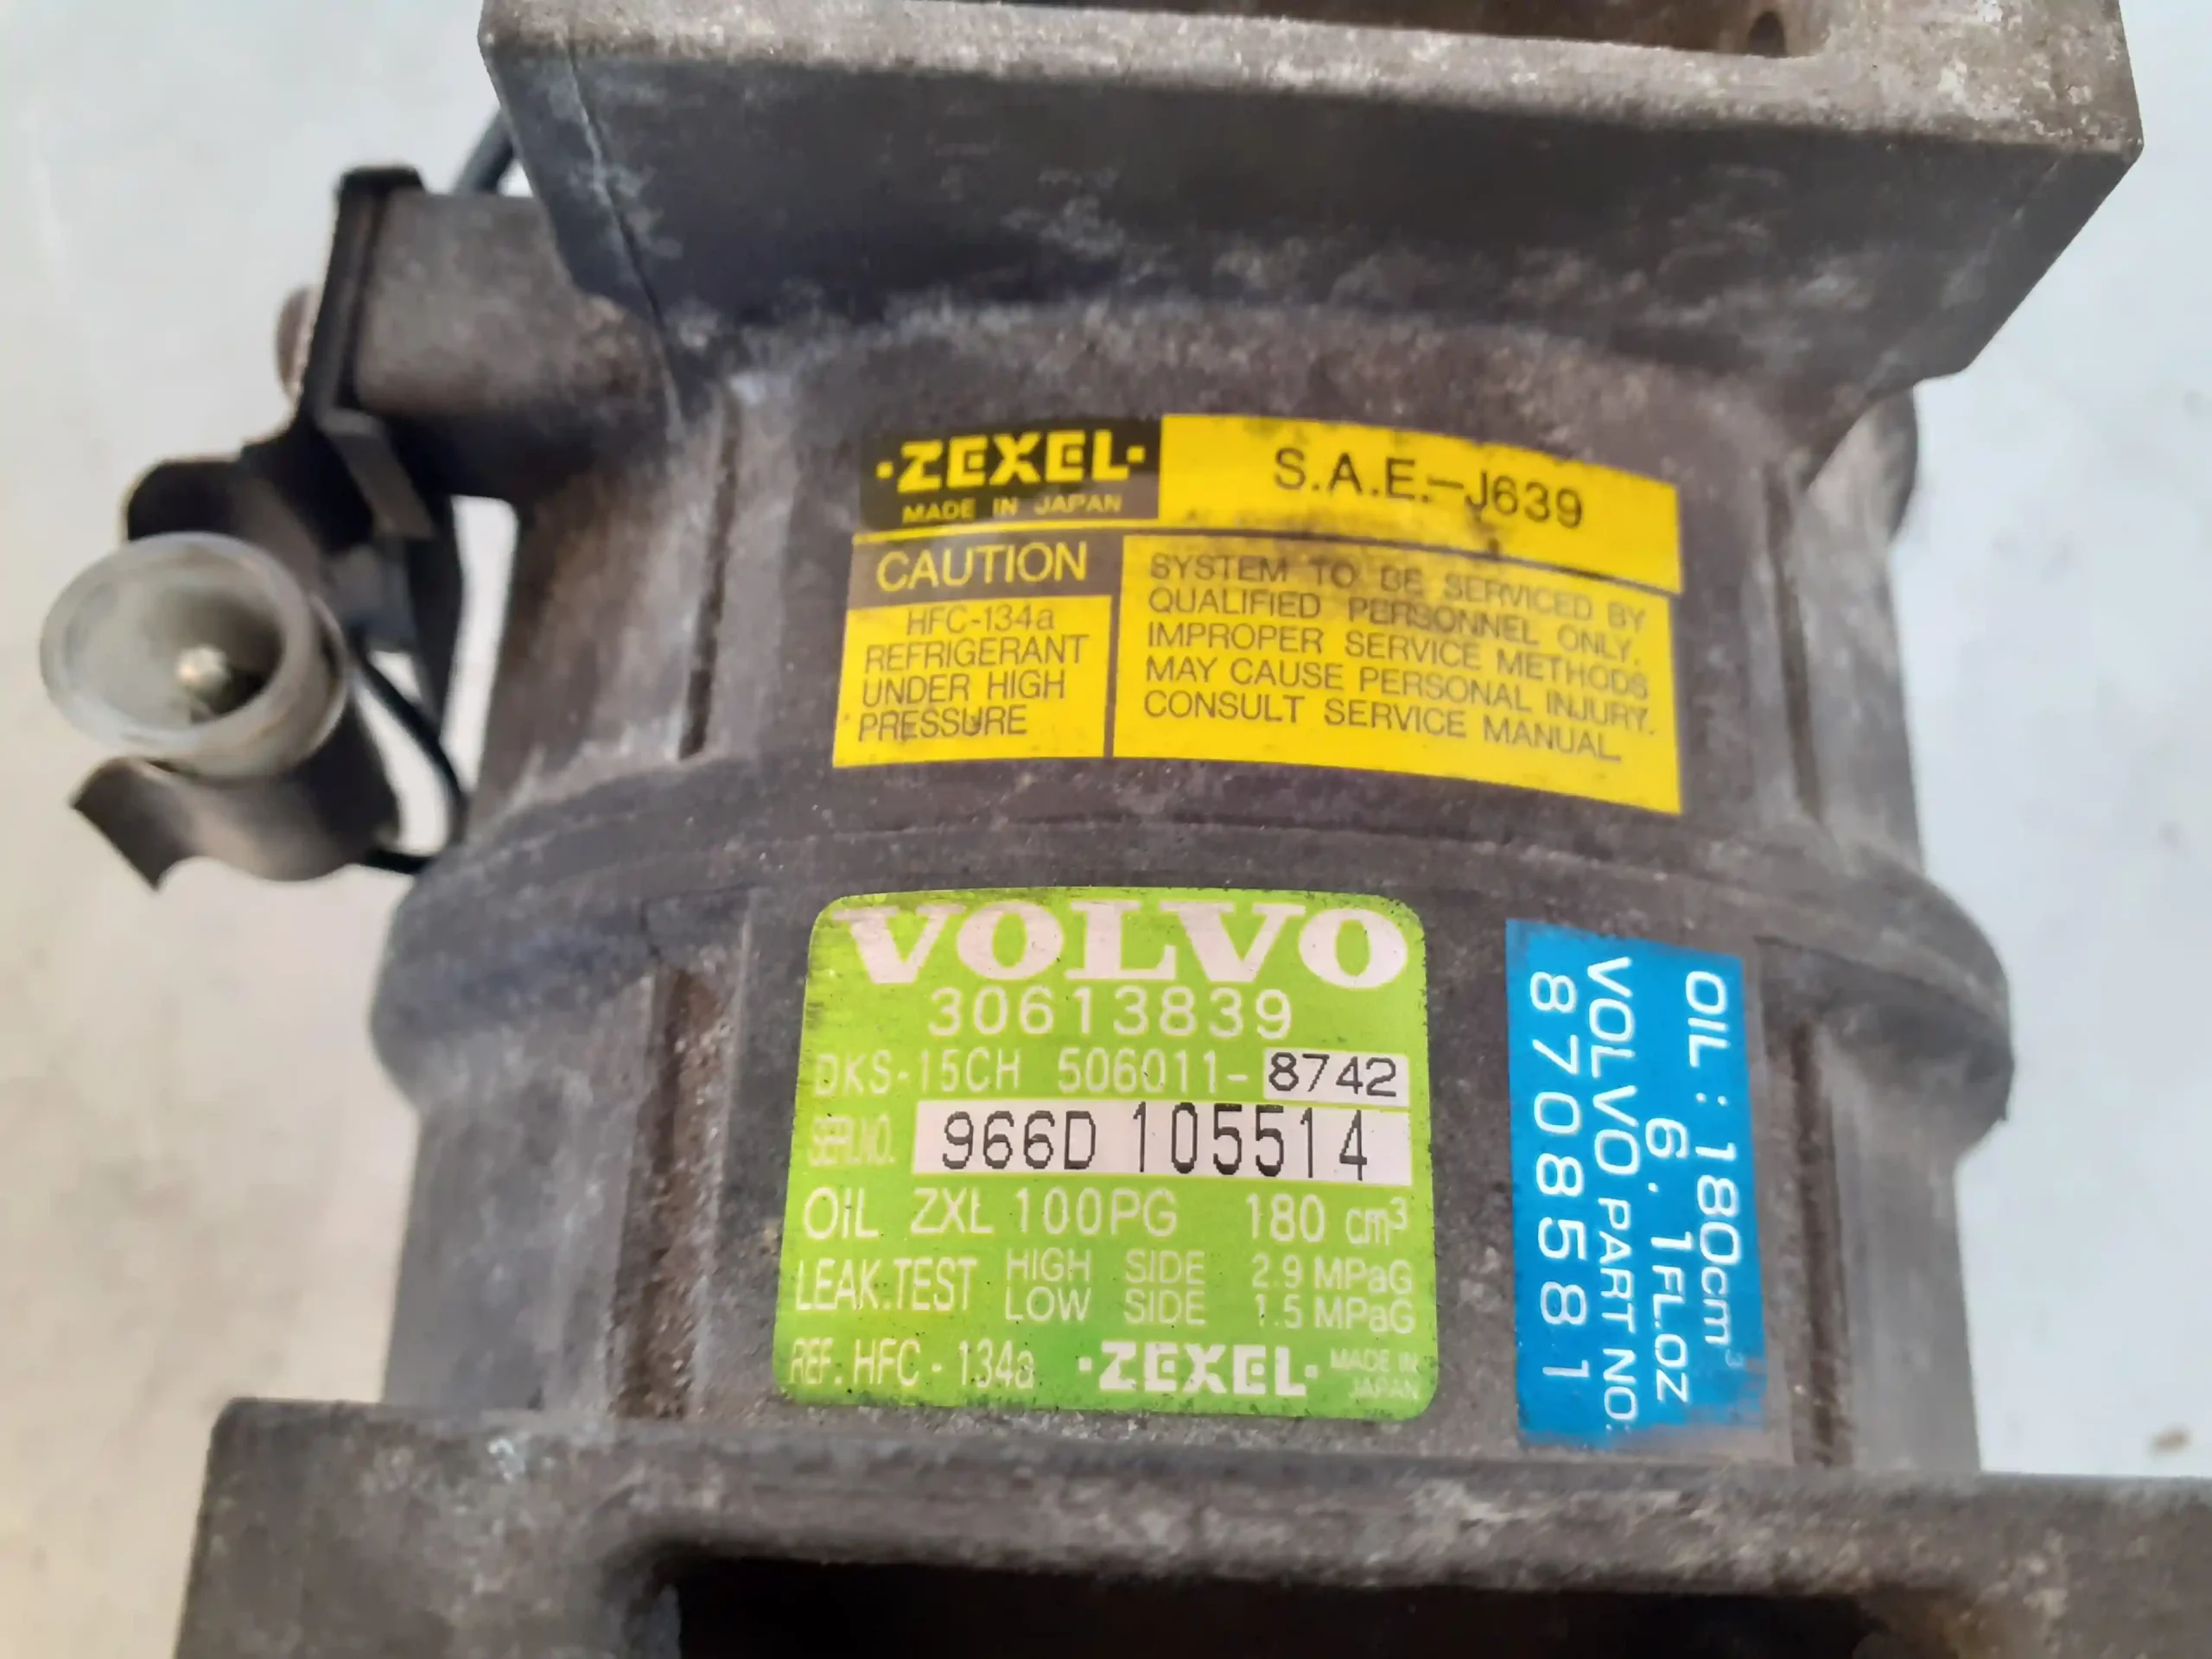 ·ZEXEL·
MADE IN JAPAN
S.A.E.-J639
CAUTION
HFC-134a
REFRIGERANT
UNDER HIGH
PRESSURE
SYSTEM TO BE SERVICED BY
QUALIFIED PERSONNEL ONLY.
IMPROPER SERVICE METHODS
MAY CAUSE PERSONAL INJURY.
CONSULT SERVICE MANUAL.
VOLVO
30613839
DKS-15CH 506011-8742
SER.NO. 966D 105514
OIL ZXL 100PG 180 cm³
LEAK.TEST HIGH SIDE 2.9 MPaG
LOW SIDE 1.5 MPaG
REF. HFC-134a ·ZEXEL· MADE IN
JAPAN
OIL : 180cm³
6.1FL.OZ
VOLVO PART NO.
8708581